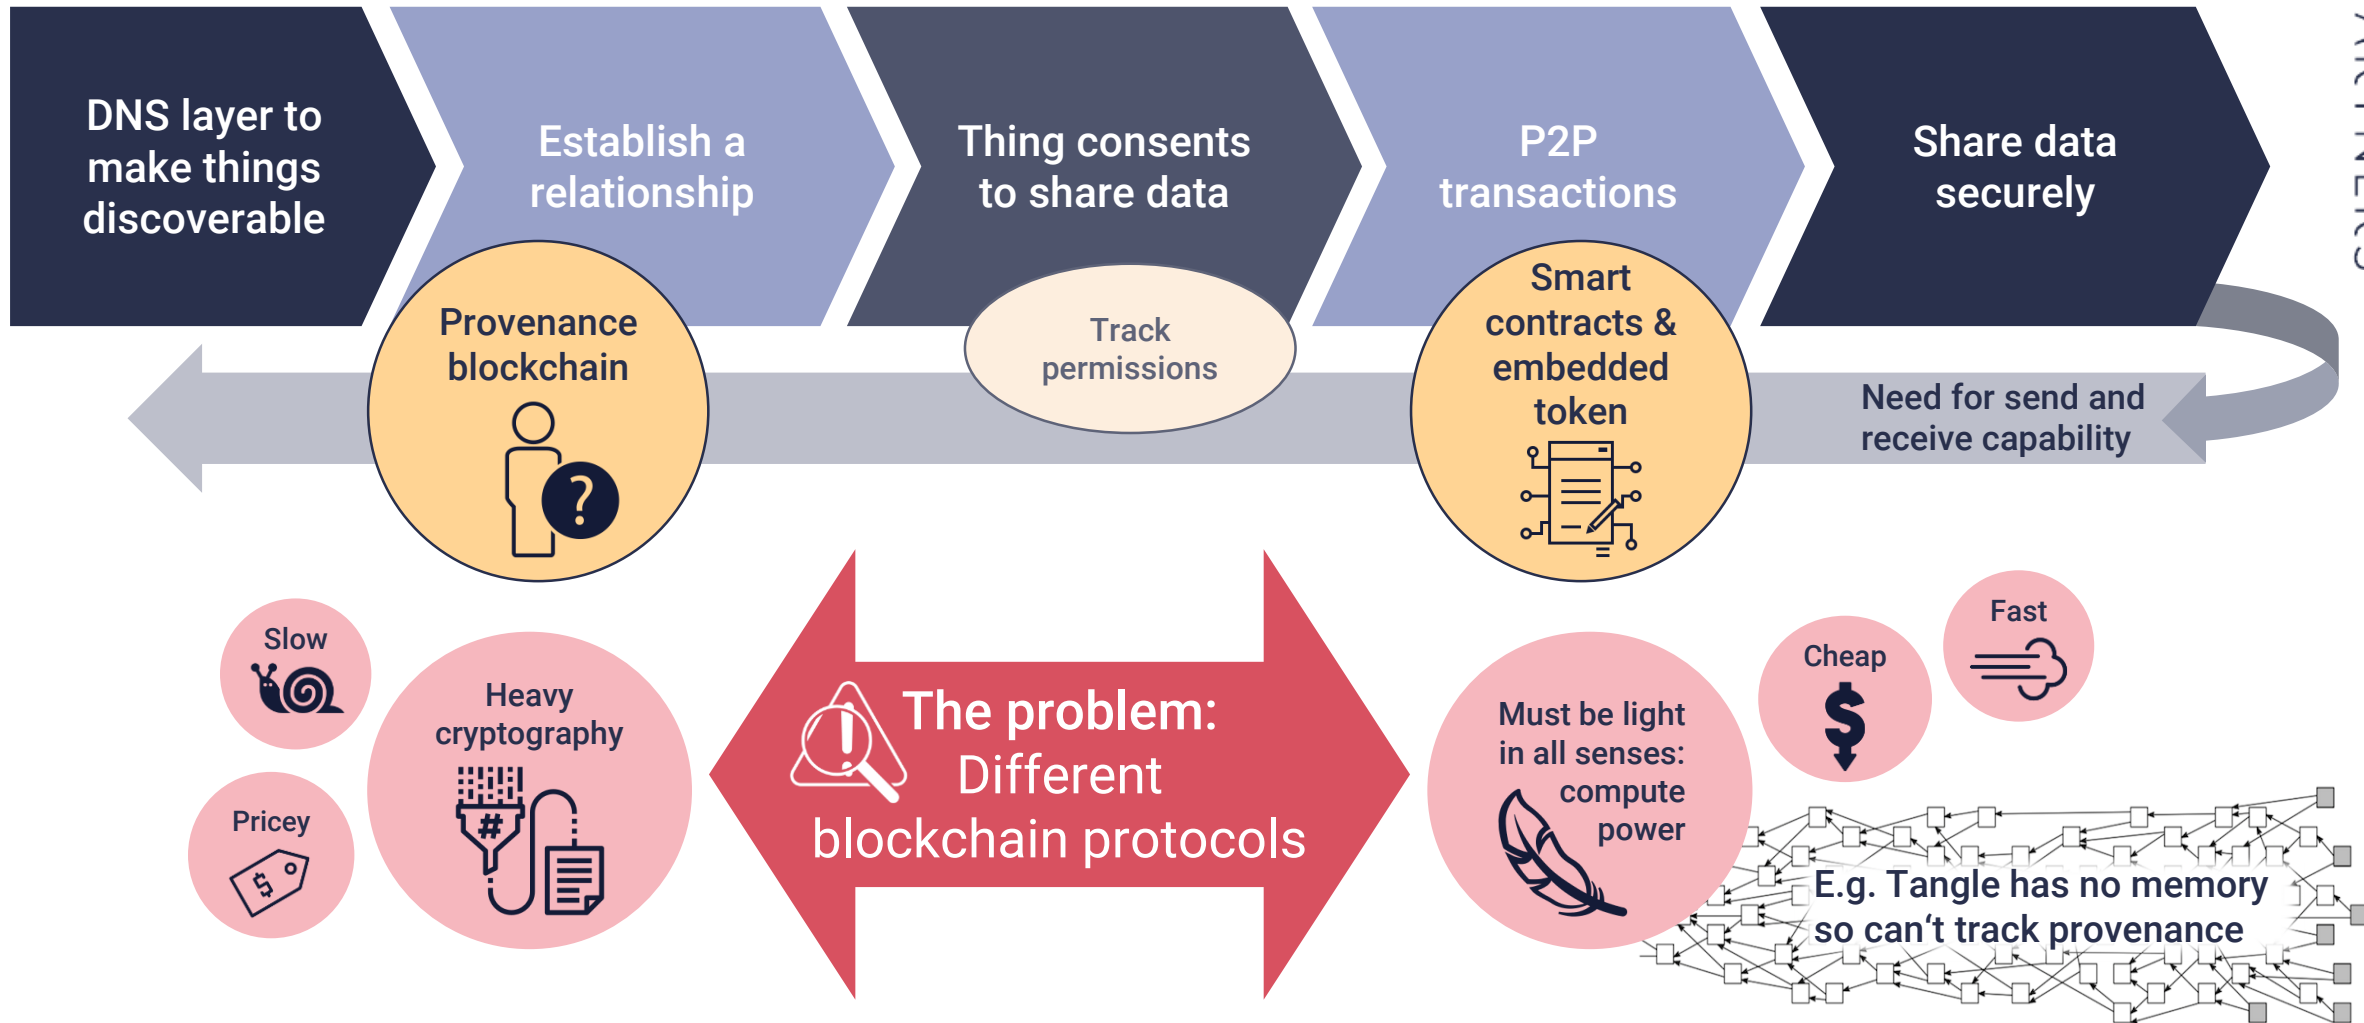 DNS layer to
make things
discoverable
Establish a
relationship
Thing consents
to share data
P2P
transactions
Share data
securely
Provenance
blockchain
?
Track
permissions
Smart
contracts &
embedded
token
Need for send and
receive capability
Slow
Pricey
$
Heavy
cryptography
#
The problem:
Different
blockchain protocols
Must be light
in all senses:
compute
power
Cheap
$
Fast
E.g. Tangle has no memory
so can‘t track provenance